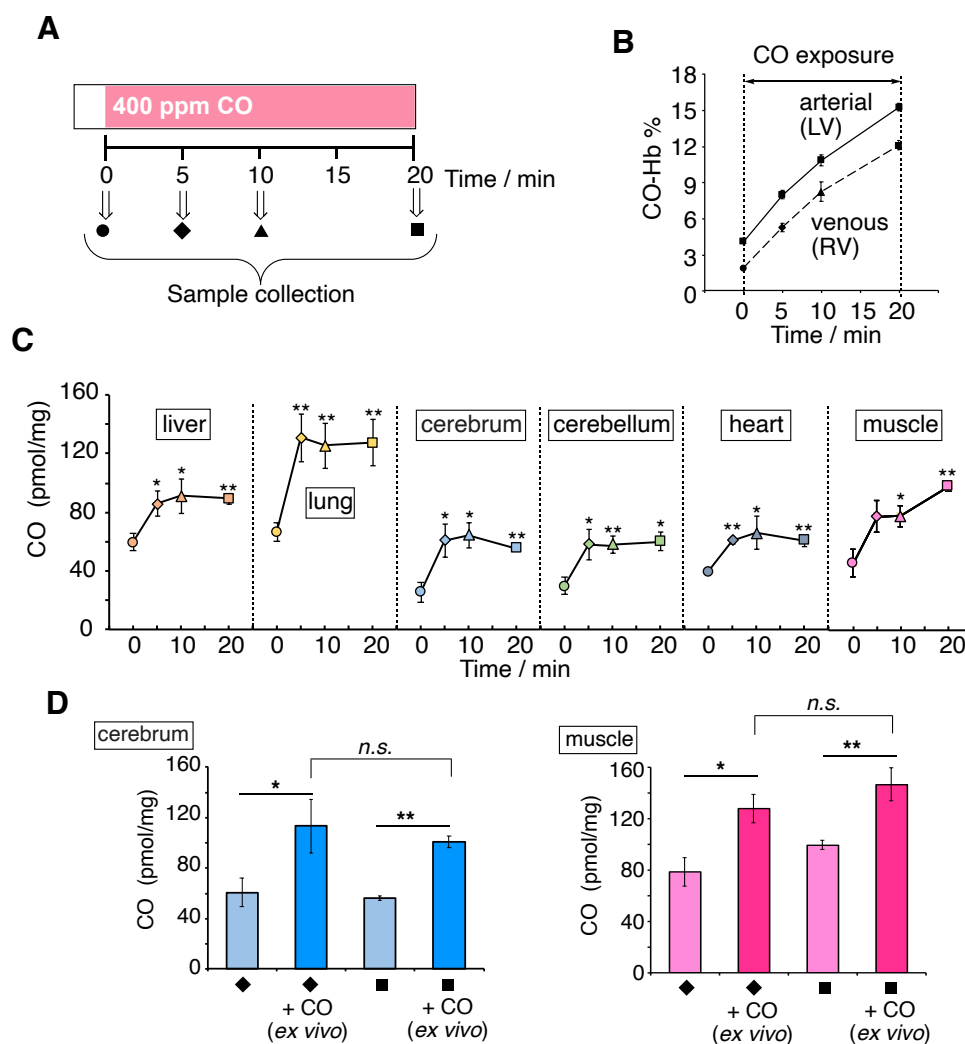 A
400 ppm CO
0 5 10 15 20 Time / min
Sample collection
B
CO exposure
CO-Hb %
18
15
12
9
6
3
0
arterial
(LV)
venous
(RV)
0 5 10 15 20
Time / min
C
CO (pmol/mg)
160
120
80
40
0
liver
* * **
lung
** ** **
cerebrum
* * **
cerebellum
* ** *
heart
** * **
muscle
* **
0 10 20 0 10 20 0 10 20 0 10 20 0 10 20 0 10 20
Time / min
D
cerebrum
CO (pmol/mg)
160
120
80
40
0
n.s.
*
**
+ CO + CO
(ex vivo) (ex vivo)
muscle
CO (pmol/mg)
160
120
80
40
0
n.s.
*
**
+ CO + CO
(ex vivo) (ex vivo)